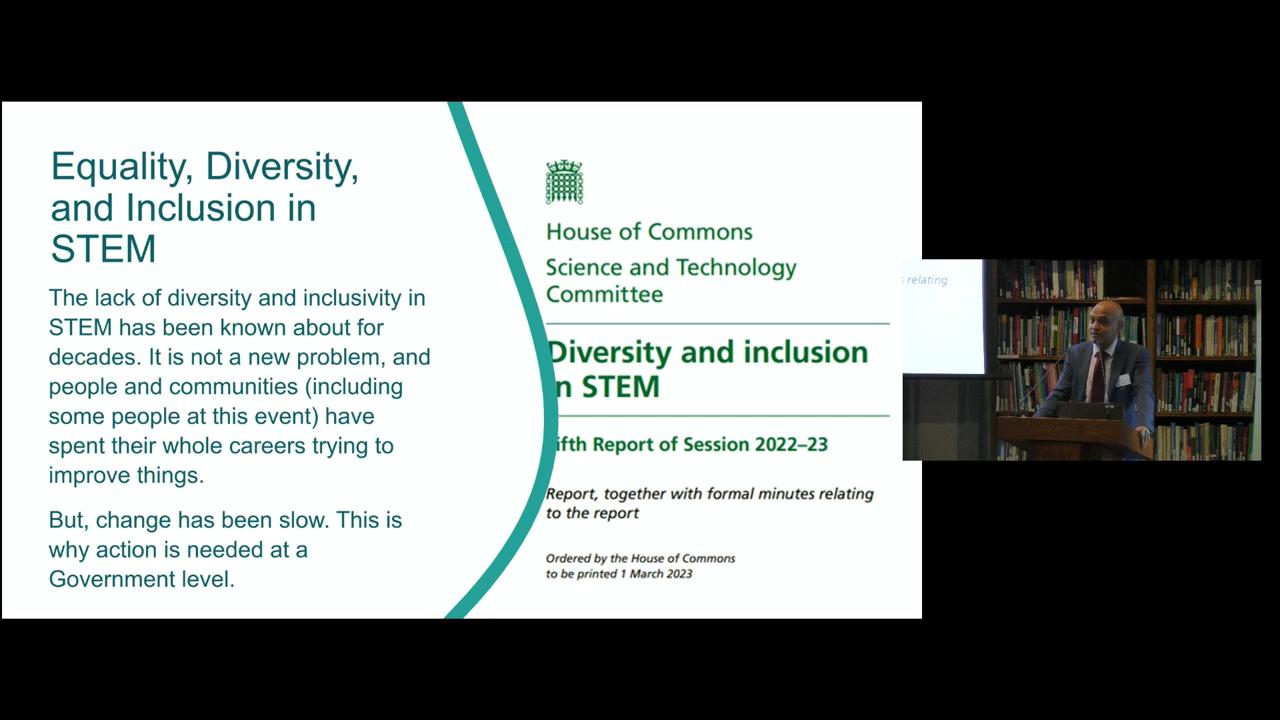 Equality, Diversity,
and Inclusion in
STEM
The lack of diversity and inclusivity in
STEM has been known about for
decades. It is not a new problem, and
people and communities (including
some people at this event) have
spent their whole careers trying to
improve things.
But, change has been slow. This is
why action is needed at a
Government level.
House of Commons
Science and Technology
Committee
Diversity and inclusion
in STEM
Fifth Report of Session 2022–23
Report, together with formal minutes relating
to the report
Ordered by the House of Commons
to be printed 1 March 2023
relating